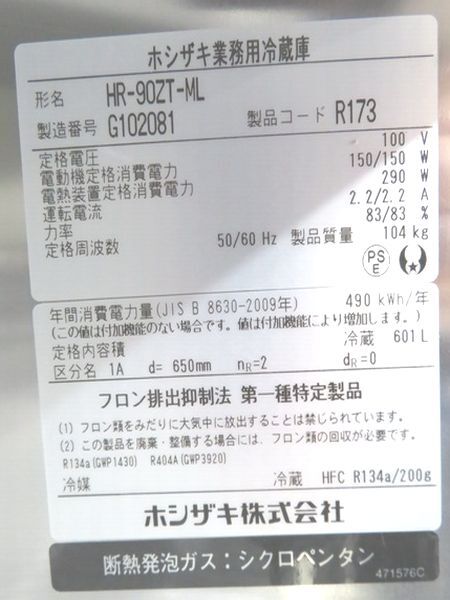 ホシザキ業務用冷蔵庫
形名 HR-90ZT-ML
製造番号 G102081 製品コード R173
定格電圧 100 V
電動機定格消費電力 150/150 W
電熱装置定格消費電力 290 W
運転電流 2.2/2.2 A
力率 83/83 %
定格周波数 50/60 Hz 製品質量 104 kg
PS
E
年間消費電力量(JIS B 8630-2009年) 490 kWh/年
(この値は付加機能のない場合です。値は付加機能により増加します。)
定格内容積 冷蔵 601 L
区分名 1A d= 650mm nR=2 dR=0
フロン排出抑制法 第一種特定製品
(1) フロン類をみだりに大気中に放出することは禁じられています。
(2) この製品を廃棄・整備する場合には、フロン類の回収が必要です。
R134a(GWP1430) R404A(GWP3920)
冷媒 冷蔵 HFC R134a/200g
ホシザキ株式会社
断熱発泡ガス：シクロペンタン
471576C